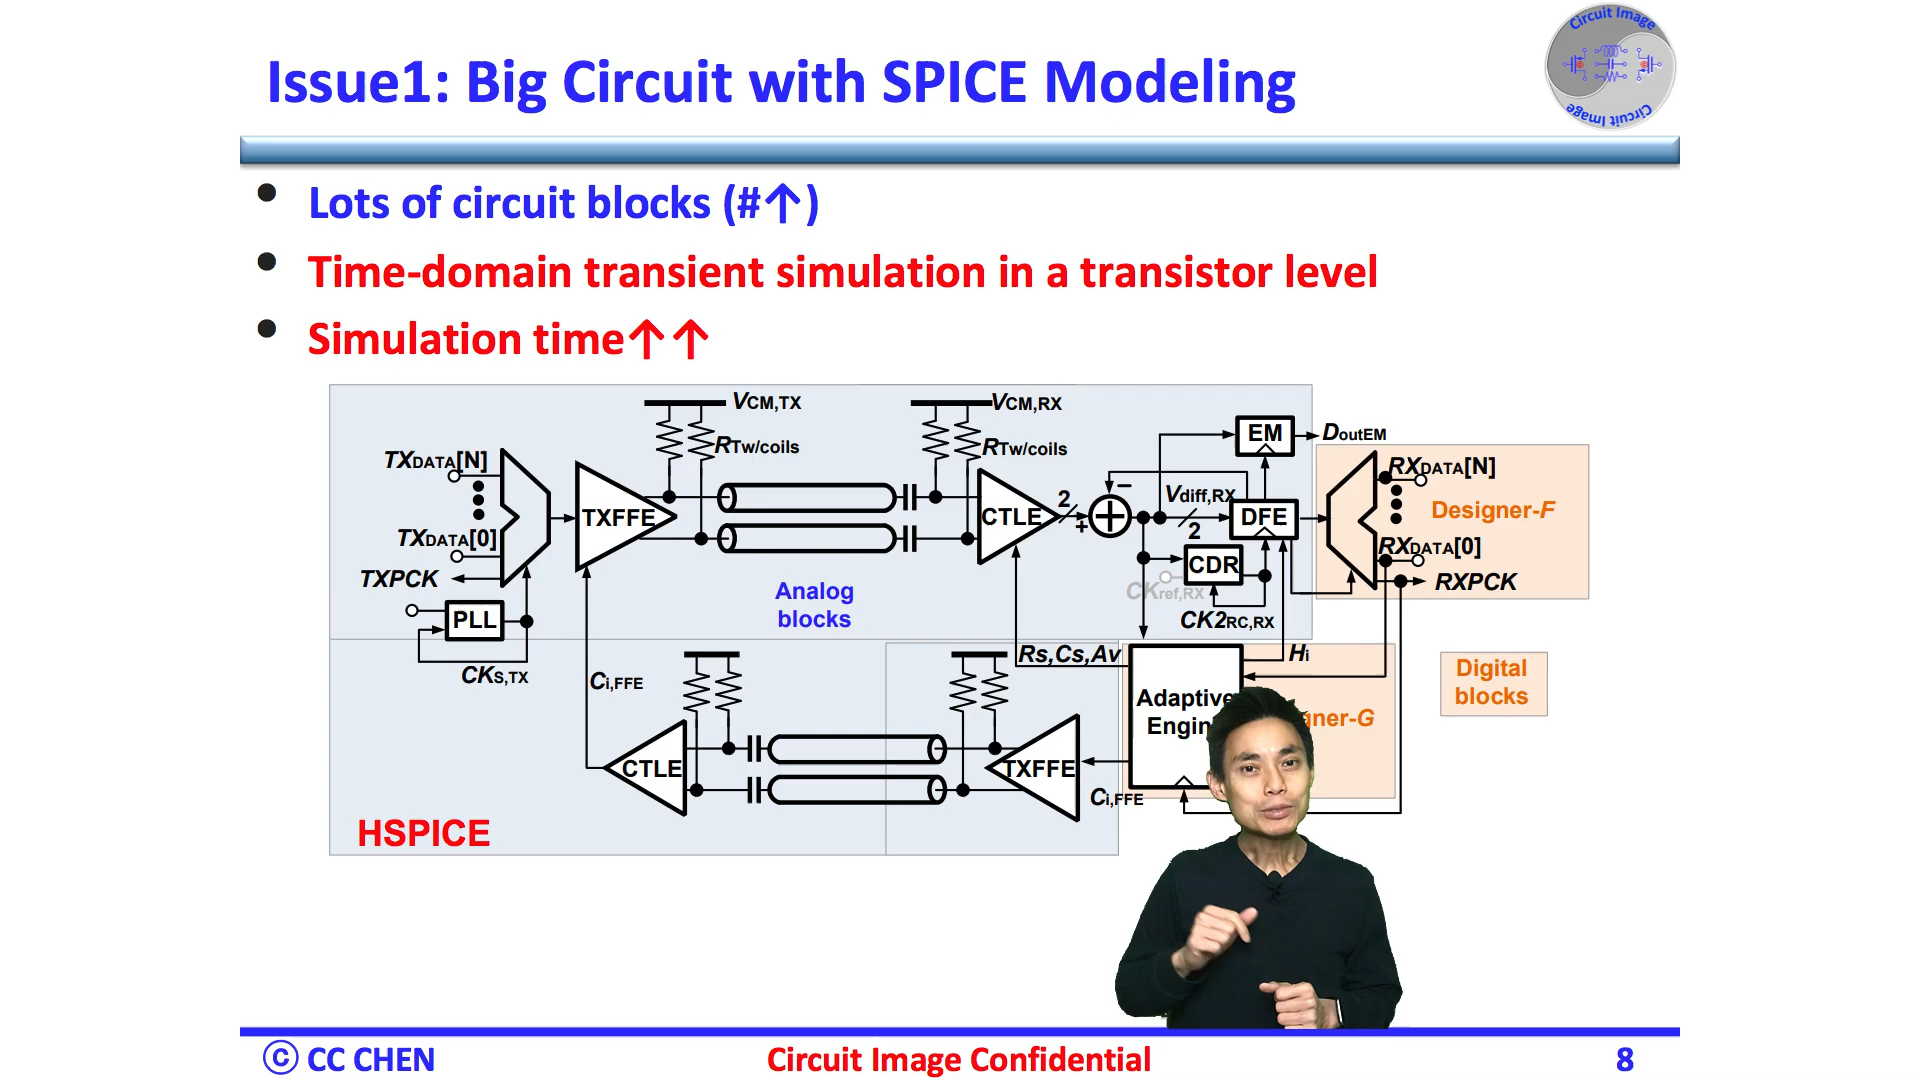 Issue1: Big Circuit with SPICE Modeling
Circuit Image
Circuit Image
Lots of circuit blocks (#↑)
Time-domain transient simulation in a transistor level
Simulation time↑↑
VCM,TX
VCM,RX
RTw/coils
RTw/coils
EM
DoutEM
TXDATA[N]
RXDATA[N]
TXFFE
CTLE
2
+
−
Vdiff,RX
2
DFE
Designer-F
TXDATA[0]
RXDATA[0]
TXPCK
CDR
RXPCK
CKref,RX
Analog
blocks
PLL
CK2RC,RX
CKS,TX
Ci,FFE
Rs,Cs,Av
Hi
Digital
blocks
Adaptive
Engin
gner-G
CTLE
TXFFE
Ci,FFE
HSPICE
© CC CHEN
Circuit Image Confidential
8